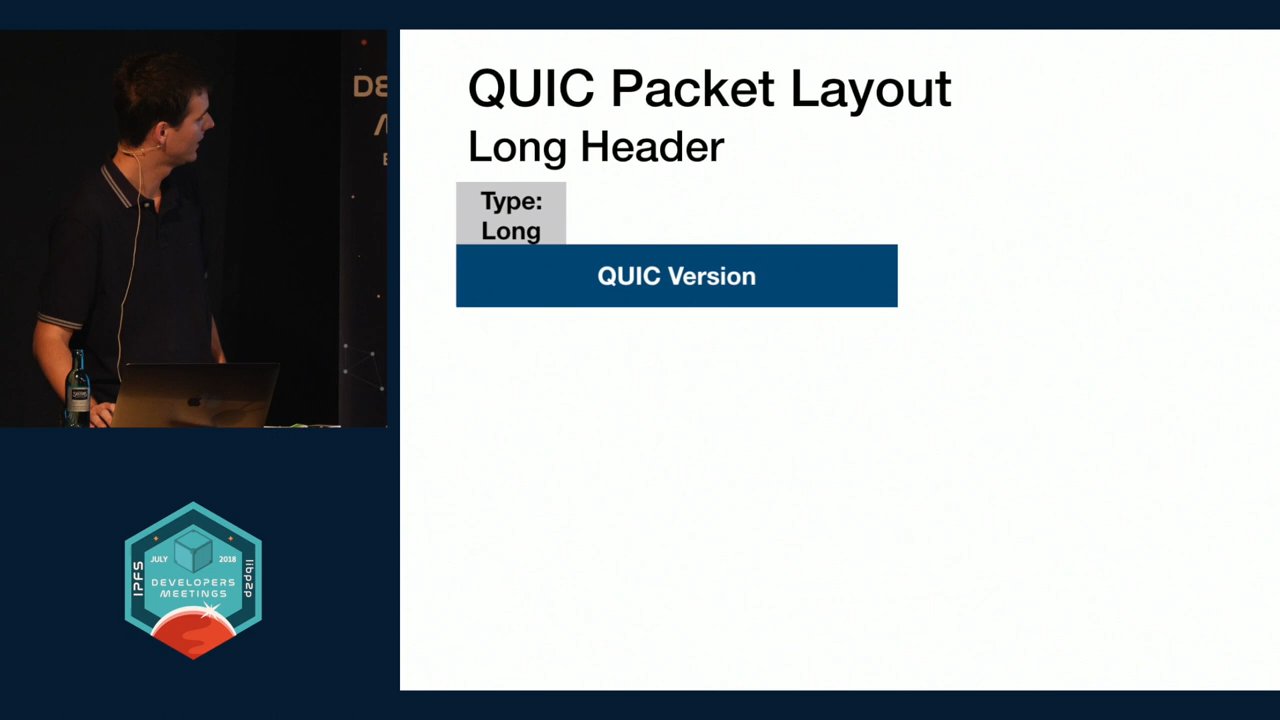 QUIC Packet Layout
Long Header
Type:
Long
QUIC Version
JULY
2018
IPFS
libp2p
DEVELOPERS
MEETINGS